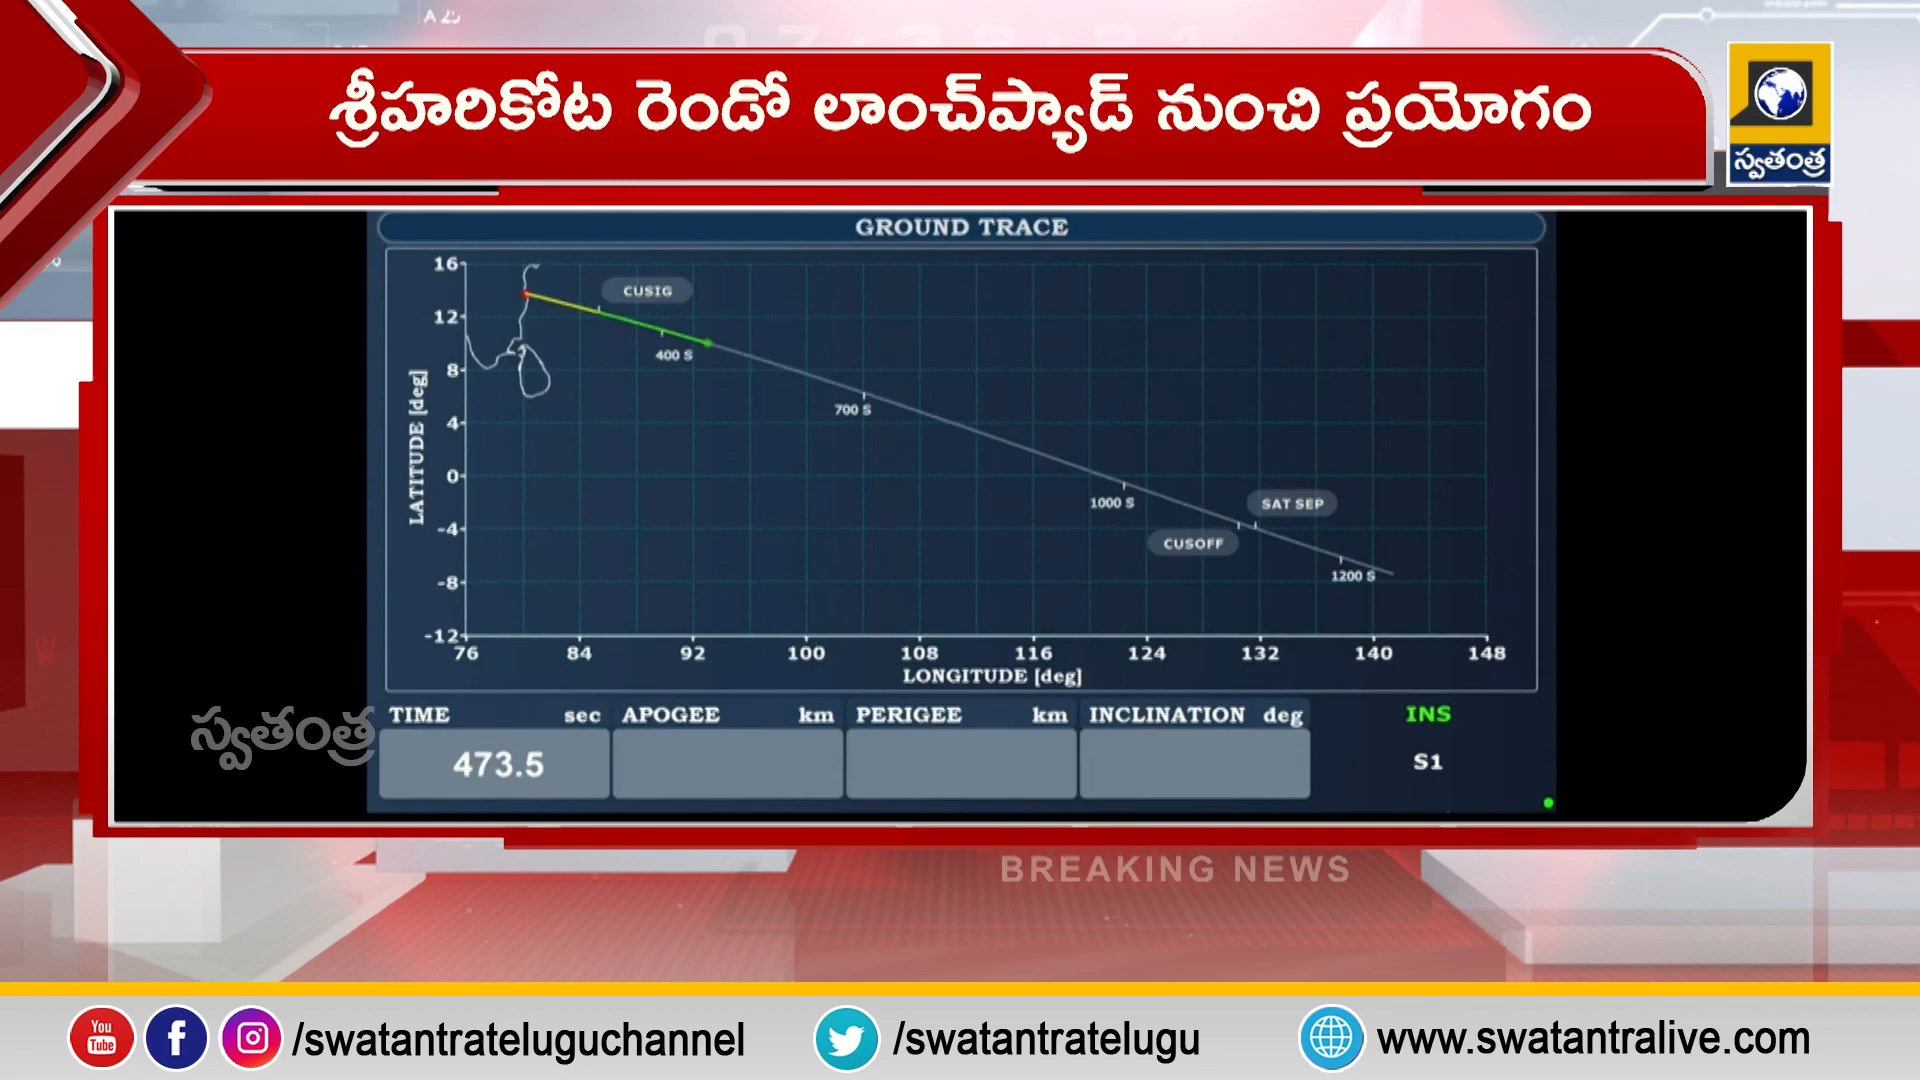 శ్రీహరికోట రెండో లాంచ్‌ప్యాడ్ నుంచి ప్రయోగం
స్వతంత్ర
GROUND TRACE
16
12
8
4
0
-4
-8
-12
LATITUDE [deg]
CUSIG
400 S
700 S
1000 S
SAT SEP
CUSOFF
1200 S
76 84 92 100 108 116 124 132 140 148
LONGITUDE [deg]
స్వతంత్ర
TIME sec APOGEE km PERIGEE km INCLINATION deg INS
473.5 S1
BREAKING NEWS
You Tube /swatantrateluguchannel /swatantratelugu www.swatantralive.com